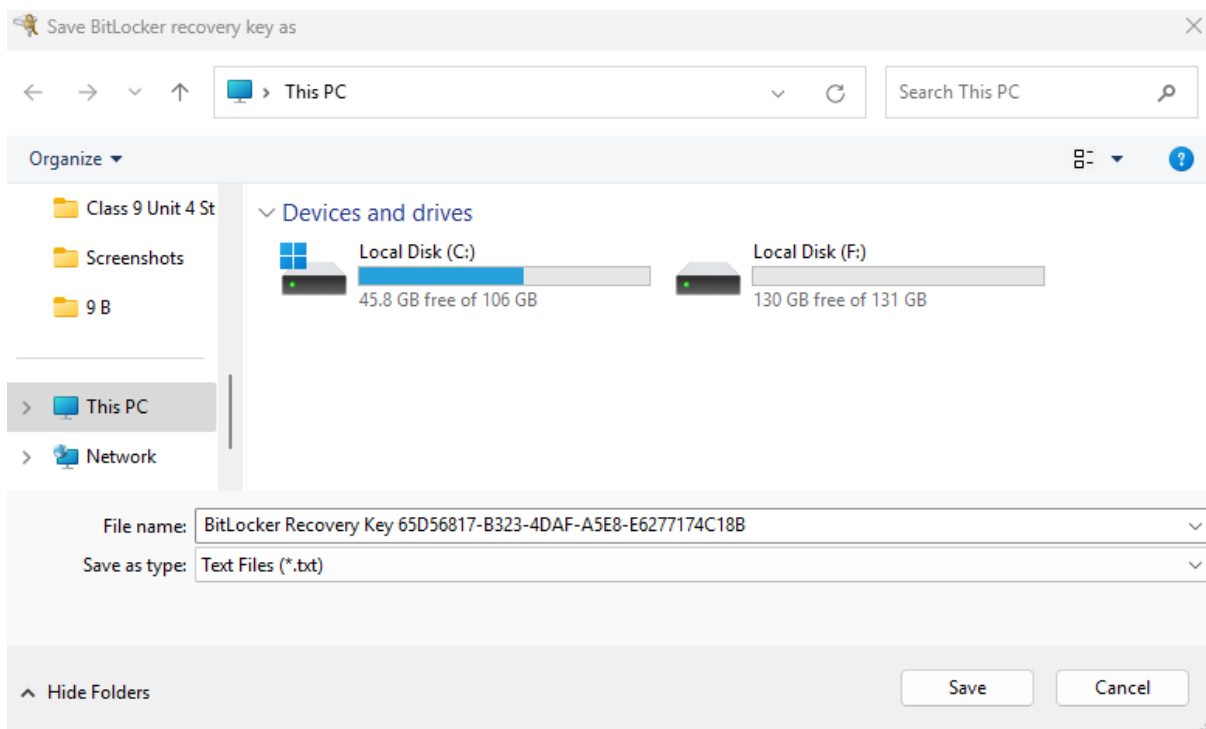 Save BitLocker recovery key as
This PC
Search This PC
Organize
Class 9 Unit 4 St
Screenshots
9 B
This PC
Network
Devices and drives
Local Disk (C:)
45.8 GB free of 106 GB
Local Disk (F:)
130 GB free of 131 GB
File name: BitLocker Recovery Key 65D56817-B323-4DAF-A5E8-E6277174C18B
Save as type: Text Files (*.txt)
Hide Folders
Save
Cancel